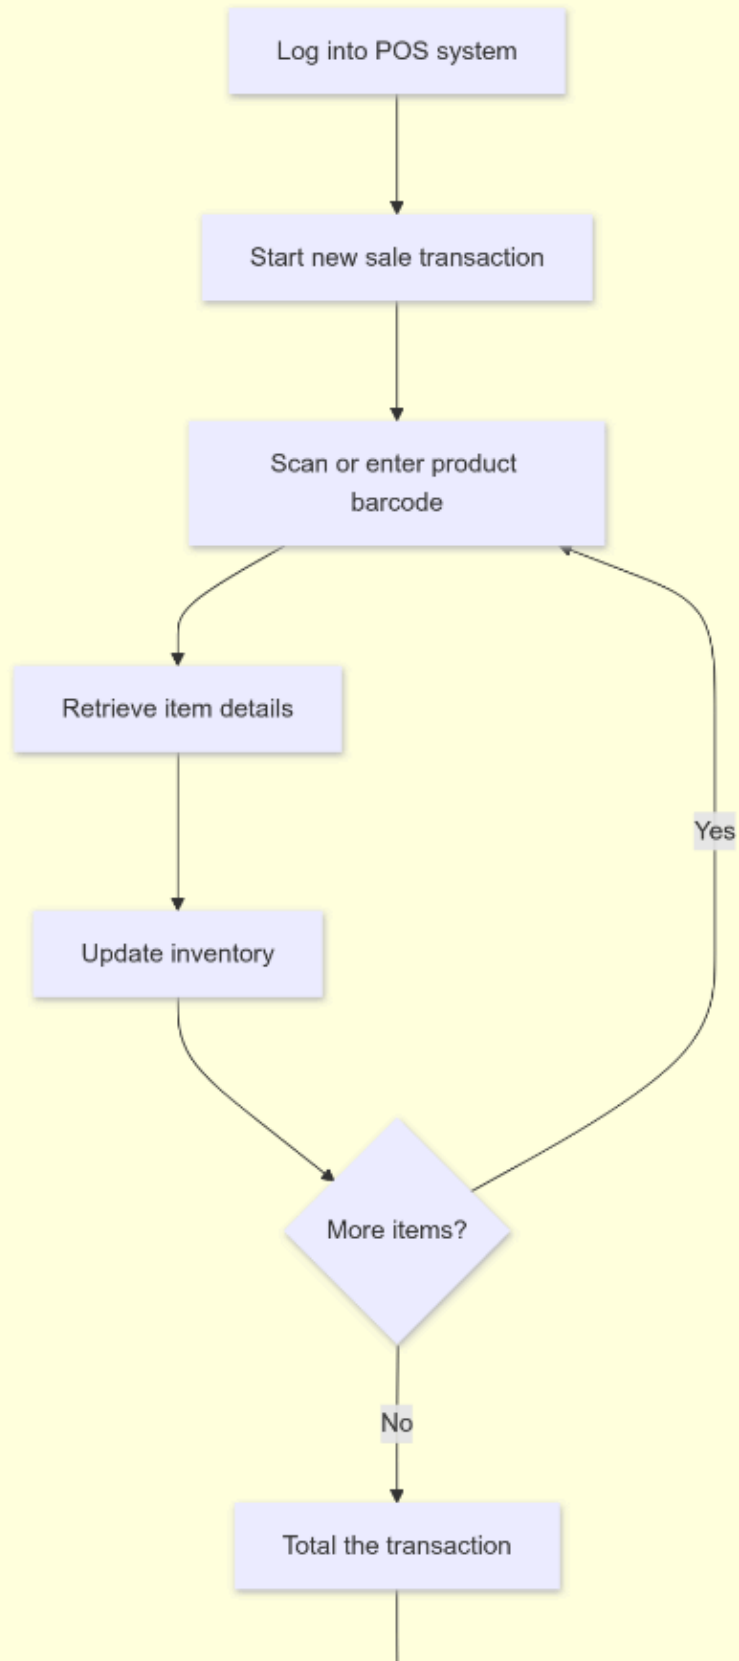 Log into POS system
Start new sale transaction
Scan or enter product
barcode
Retrieve item details
Yes
Update inventory
More items?
No
Total the transaction